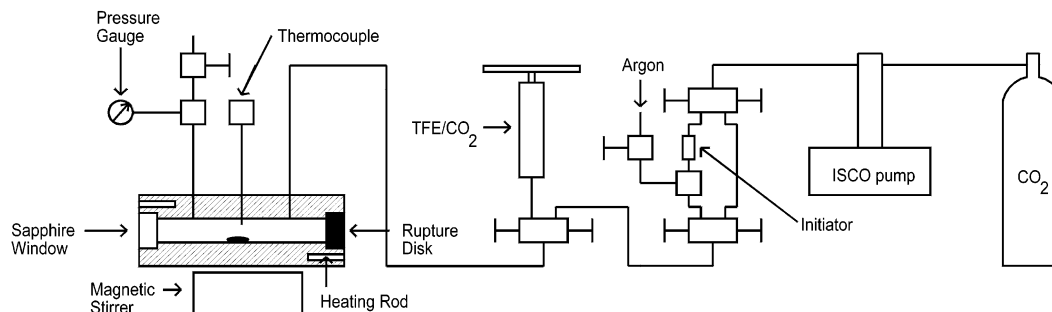 Pressure
Gauge
Thermocouple
Argon
TFE/CO2
ISCO pump
CO2
Initiator
Sapphire
Window
Rupture
Disk
Magnetic
Stirrer
Heating Rod